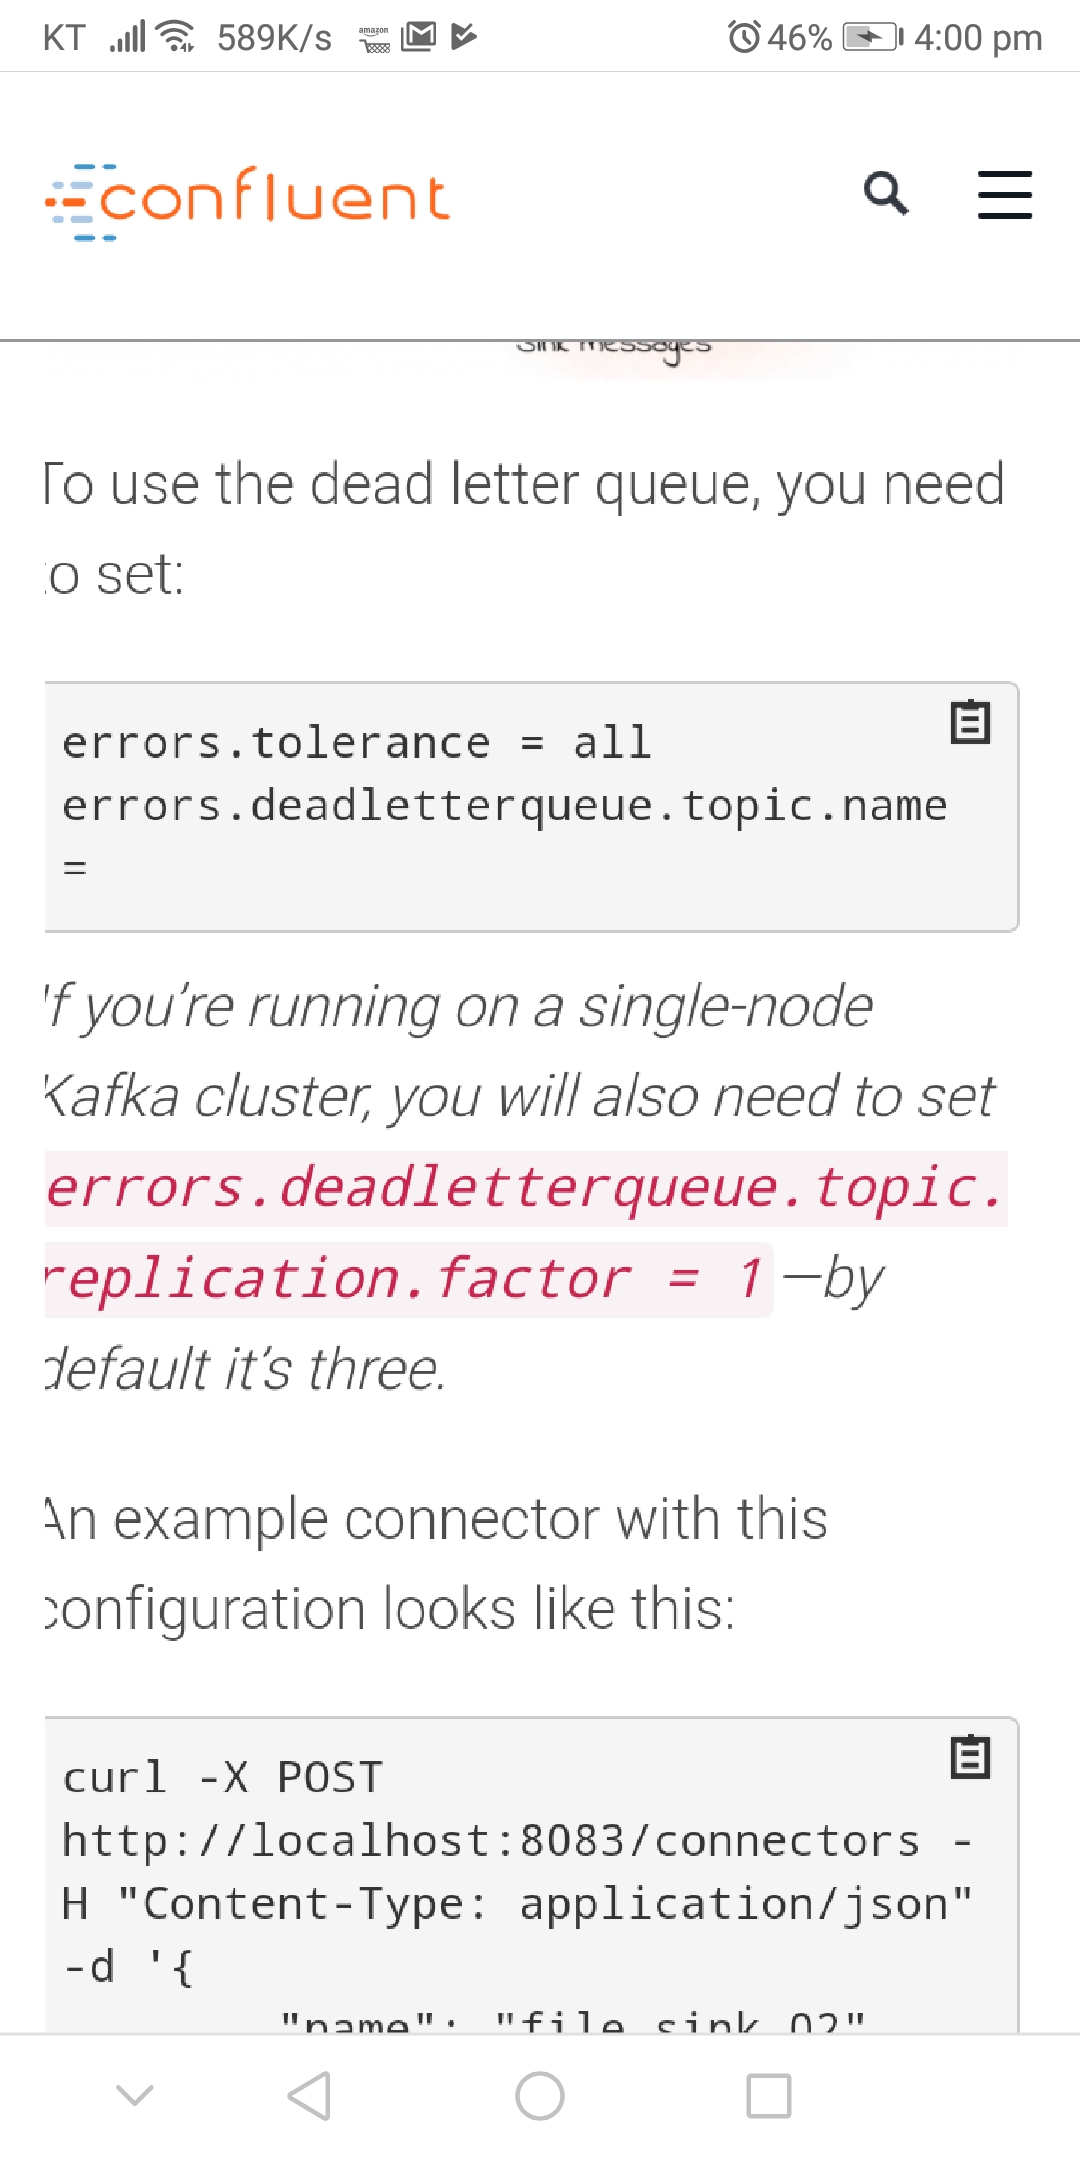 KT 589K/s amazon 46% 4:00 pm
confluent
Sink messages
To use the dead letter queue, you need
to set:
errors.tolerance = all
errors.deadletterqueue.topic.name
=
If you’re running on a single-node
Kafka cluster, you will also need to set
errors.deadletterqueue.topic.
replication.factor = 1—by
default it’s three.
An example connector with this
configuration looks like this:
curl -X POST
http://localhost:8083/connectors -
H "Content-Type: application/json"
-d '{
"name": "file_sink_02"